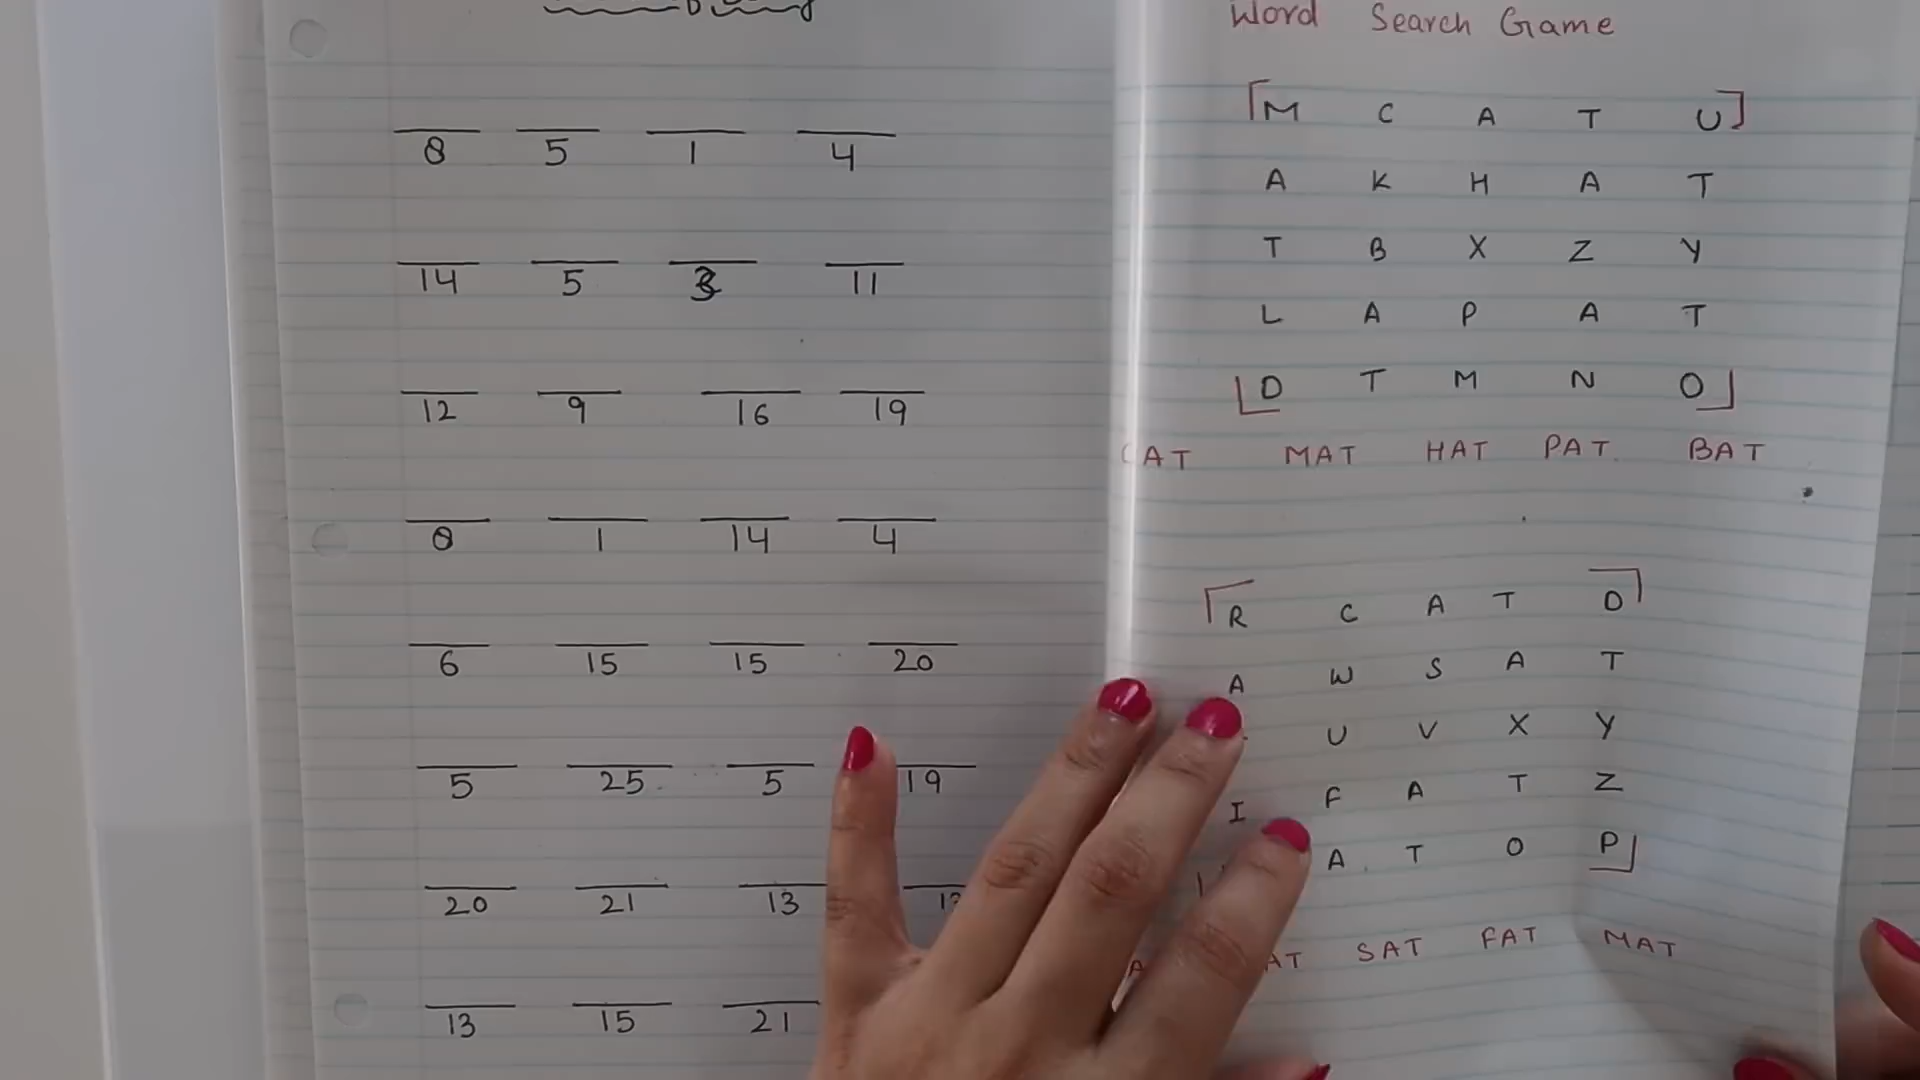 8 5 1 4
14 5 3 11
12 9 16 19
8 1 14 4
6 15 15 20
5 25 5 19
20 21 13
13 15 21
Word Search Game
M C A T U
A K H A T
T B X Z Y
L A P A T
D T M N O
CAT MAT HAT PAT BAT
R C A T D
A W S A T
U V X Y
I F A T Z
A T O P
SAT FAT MAT